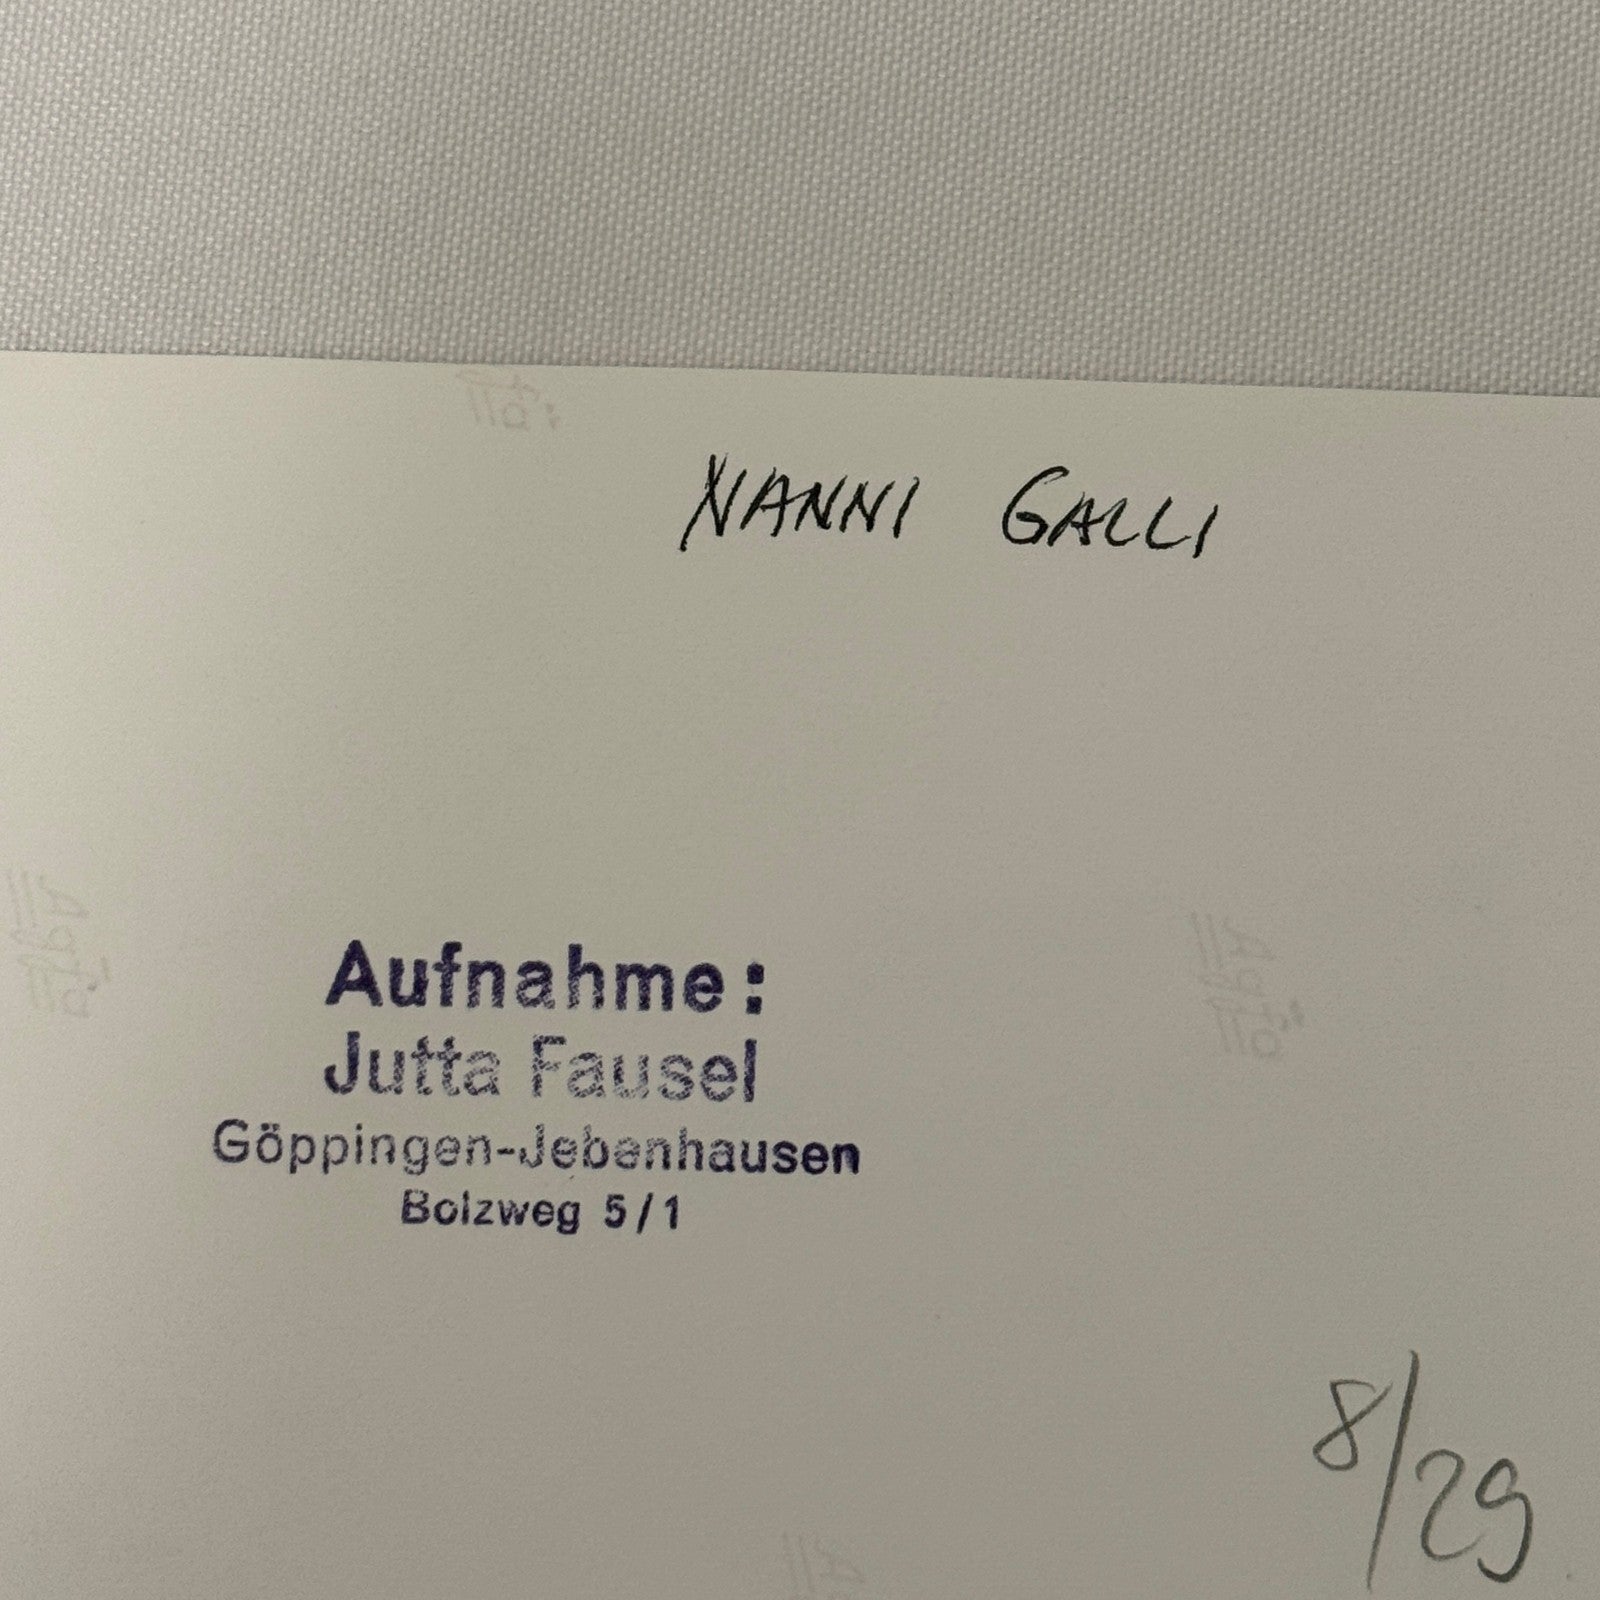 NANNI GALLI
Aufnahme:
Jutta Fausel
Göppingen-Jebenhausen
Bolzweg 5/1
8/29